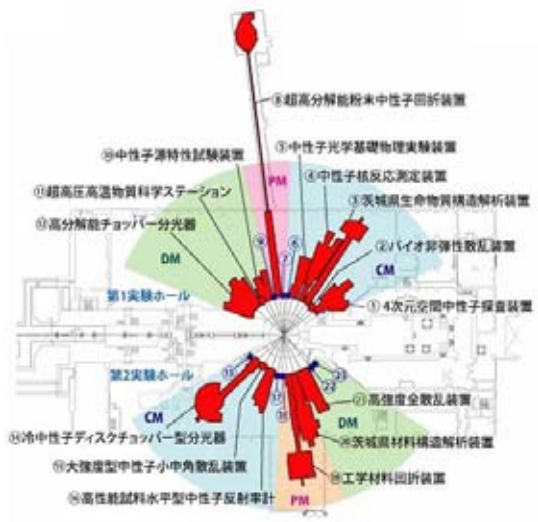 ⑧超高分解能粉末中性子回折装置
⑤中性子光学基礎物理実験装置
⑩中性子源特性試験装置
④中性子核反応測定装置
PM
⑪超高圧高温物質科学ステーション
③茨城県生命物質構造解析装置
⑫高分解能チョッパー分光器
②バイオ非弾性散乱装置
⑨
⑥
⑦
DM
CM
第1実験ホール
①4次元空間中性子探査装置
第2実験ホール
⑬
㉓
㉒
⑰
⑱
㉑高強度全散乱装置
CM
DM
⑭冷中性子ディスクチョッパー型分光器
⑳茨城県材料構造解析装置
⑮大強度型中性子小中角散乱装置
⑲工学材料回折装置
⑯高性能試料水平型中性子反射率計
PM